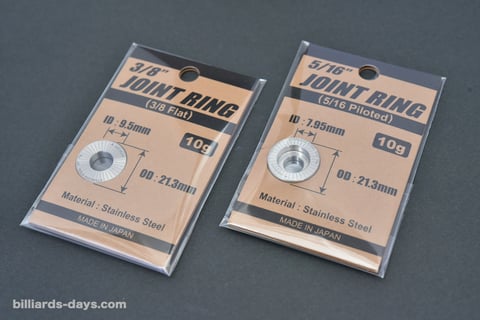 3/8"
JOINT RING
(3/8 Flat)
10g
ID : 9.5mm
OD : 21.3mm
Material : Stainless Steel
MADE IN JAPAN
5/16"
JOINT RING
(5/16 Piloted)
10g
ID : 7.95mm
OD : 21.3mm
Material : Stainless Steel
MADE IN JAPAN
billiards-days.com